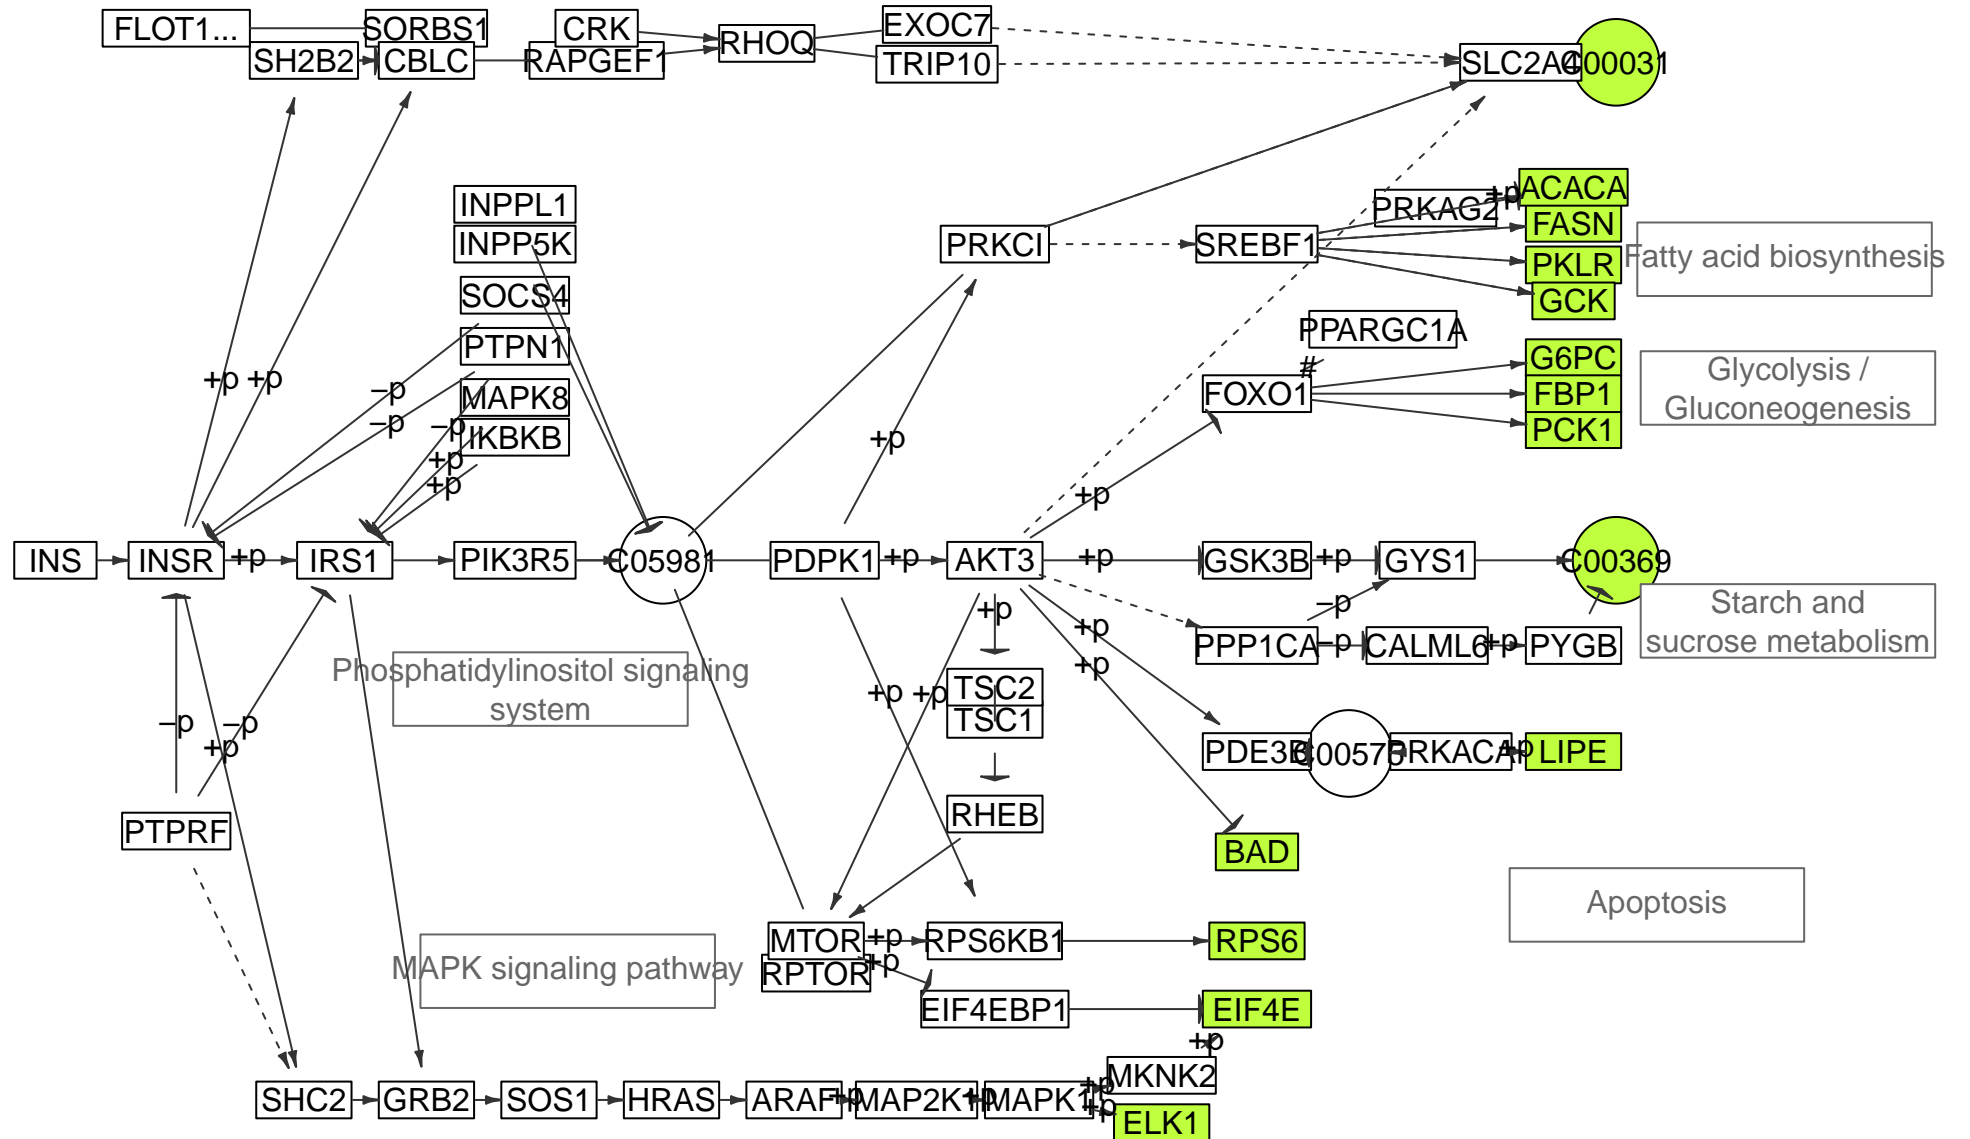 FLOT1...
SORBS1
CRK
EXOC7
SH2B2
CBLC
RAPGEF1
RHOQ
TRIP10
SLC2A4
C00031
INPPL1
INPP5K
SOCS4
PTPN1
MAPK8
IKBKB
PRKCI
SREBF1
PRKAG2
+p
ACACA
FASN
PKLR
GCK
Fatty acid biosynthesis
PPARGC1A
#
FOXO1
G6PC
FBP1
PCK1
Glycolysis /
Gluconeogenesis
+p
+p
–p
–p
–p
+p
+p
+p
+p
INS
INSR
+p
IRS1
PIK3R5
C05981
PDPK1
+p
AKT3
+p
GSK3B
+p
GYS1
C00369
–p
+p
+p
+p
PPP1CA
–p
CALML6
+p
PYGB
Starch and
sucrose metabolism
Phosphatidylinositol signaling
system
–p
+p
–p
+p
+p
TSC2
TSC1
PDE3B
C00575
PRKACA
+p
LIPE
PTPRF
RHEB
BAD
Apoptosis
MAPK signaling pathway
MTOR
RPTOR
+p
+p
RPS6KB1
RPS6
EIF4EBP1
EIF4E
+p
SHC2
GRB2
SOS1
HRAS
ARAF
+p
MAP2K1
+p
MAPK1
+p
+p
MKNK2
ELK1